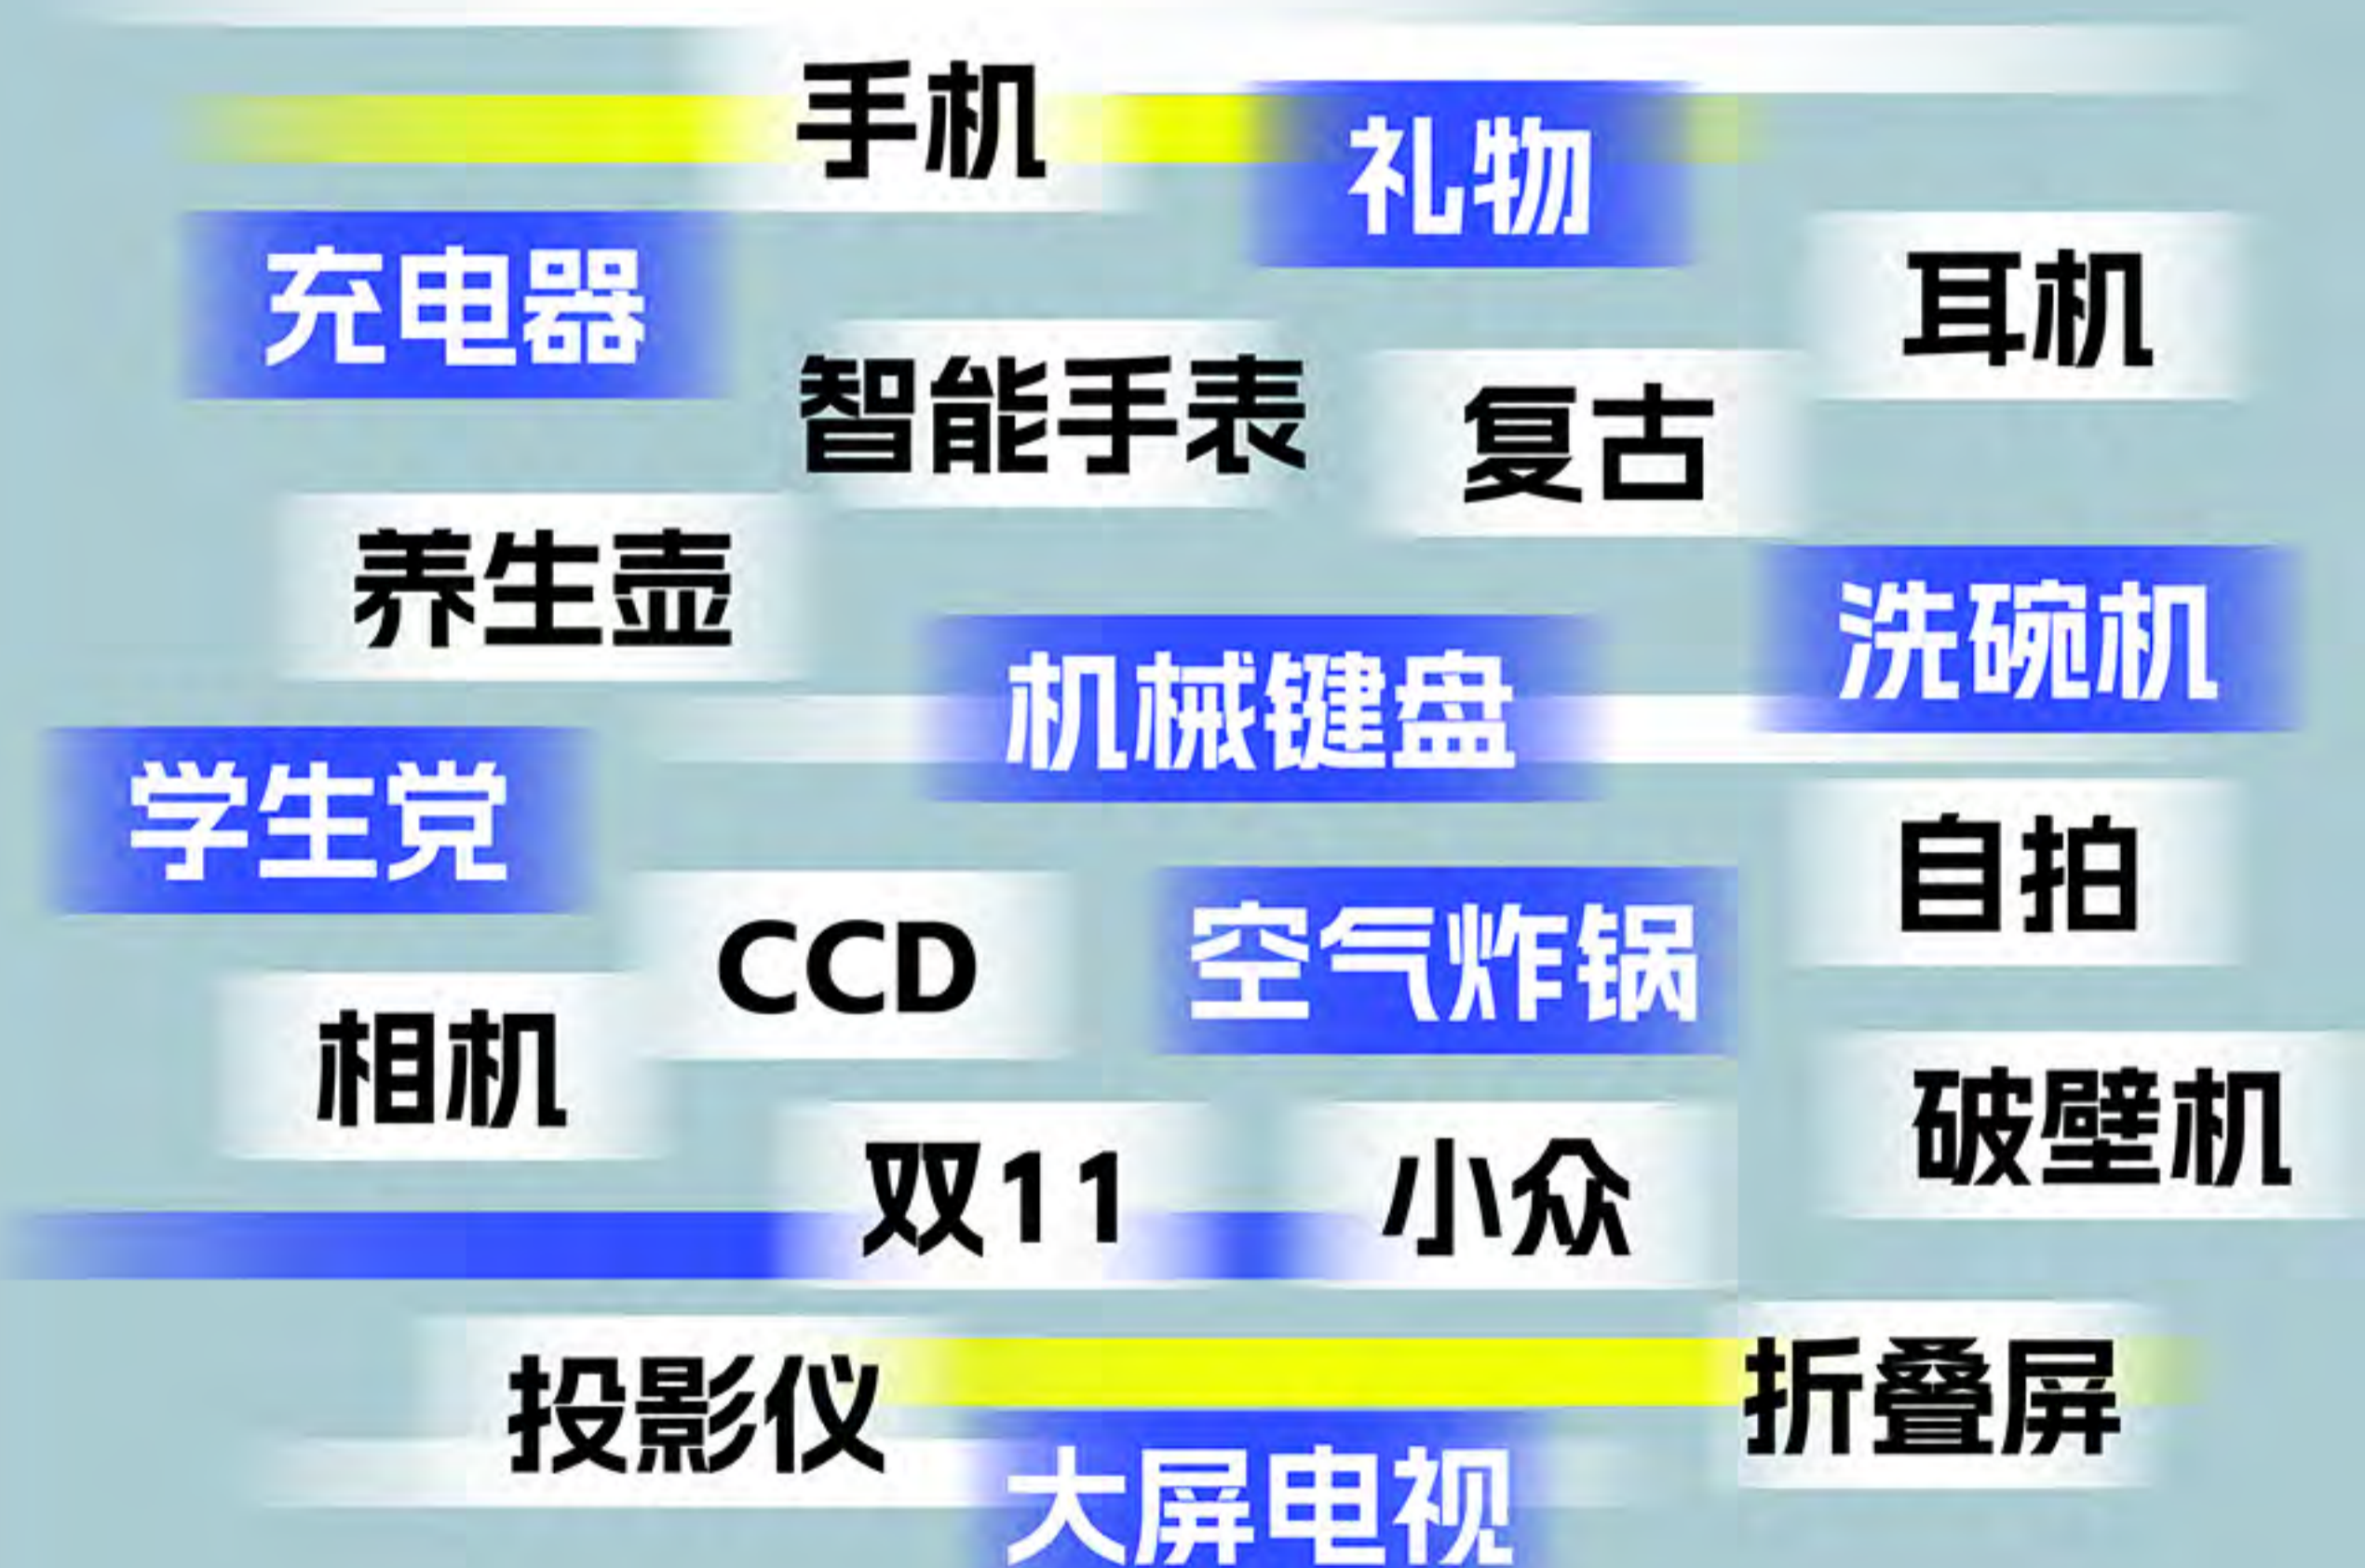 手机
礼物
充电器
耳机
智能手表
复古
养生壶
洗碗机
机械键盘
学生党
自拍
CCD
空气炸锅
相机
破壁机
双11
小众
投影仪
折叠屏
大屏电视